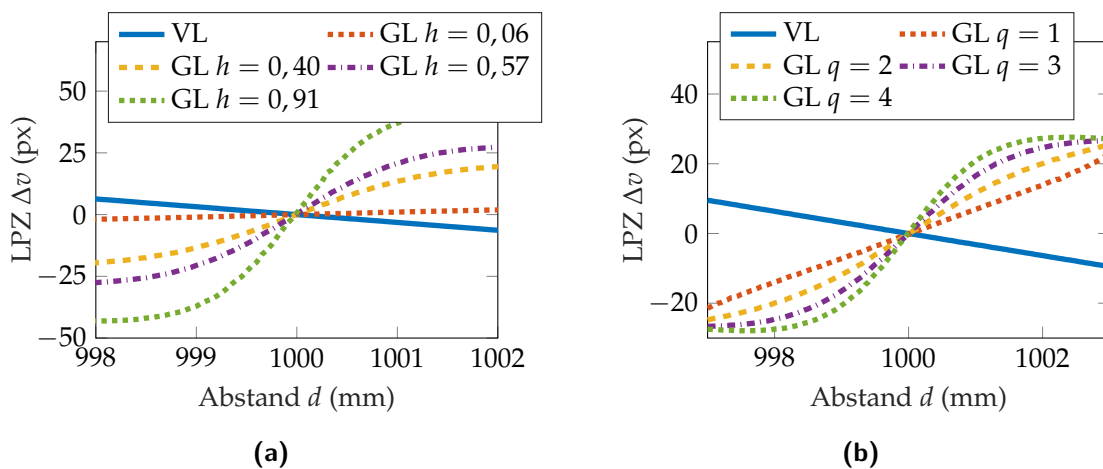 VL
GL h = 0, 06
GL h = 0, 40
GL h = 0, 57
GL h = 0, 91
50
25
0
−25
−50
LPZ Δv (px)
998
999
1000
1001
1002
Abstand d (mm)
(a)
VL
GL q = 1
GL q = 2
GL q = 3
GL q = 4
40
20
0
−20
LPZ Δv (px)
998
1000
1002
Abstand d (mm)
(b)